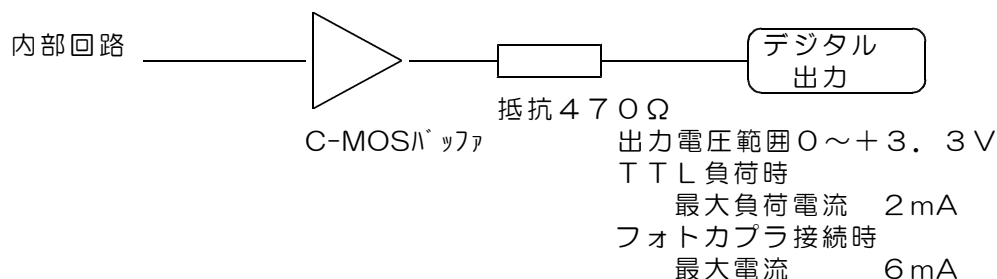 内部回路
デジタル
出力
抵抗４７０Ω
C-MOSﾊﾞｯﾌｧ
出力電圧範囲０～＋３．３Ｖ
ＴＴＬ負荷時
最大負荷電流　２mA
フォトカプラ接続時
最大電流　６mA